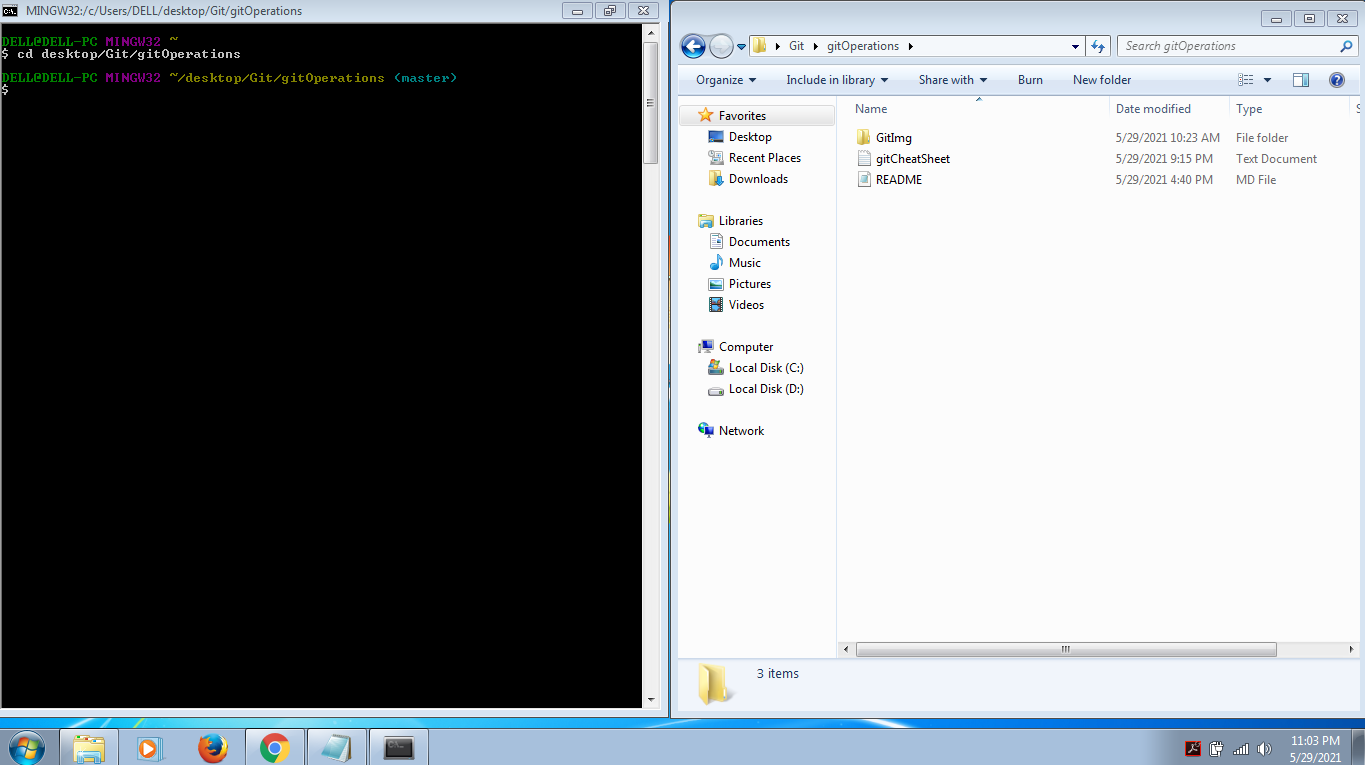 MINGW32:/c/Users/DELL/desktop/Git/gitOperations
DELL@DELL-PC MINGW32 ~
$ cd desktop/Git/gitOperations
DELL@DELL-PC MINGW32 ~/desktop/Git/gitOperations (master)
$
Git gitOperations
Search gitOperations
Organize Include in library Share with Burn New folder
Name Date modified Type S
Favorites
Desktop
Recent Places
Downloads
Libraries
Documents
Music
Pictures
Videos
Computer
Local Disk (C:)
Local Disk (D:)
Network
GitImg 5/29/2021 10:23 AM File folder
gitCheatSheet 5/29/2021 9:15 PM Text Document
README 5/29/2021 4:40 PM MD File
3 items
11:03 PM
5/29/2021